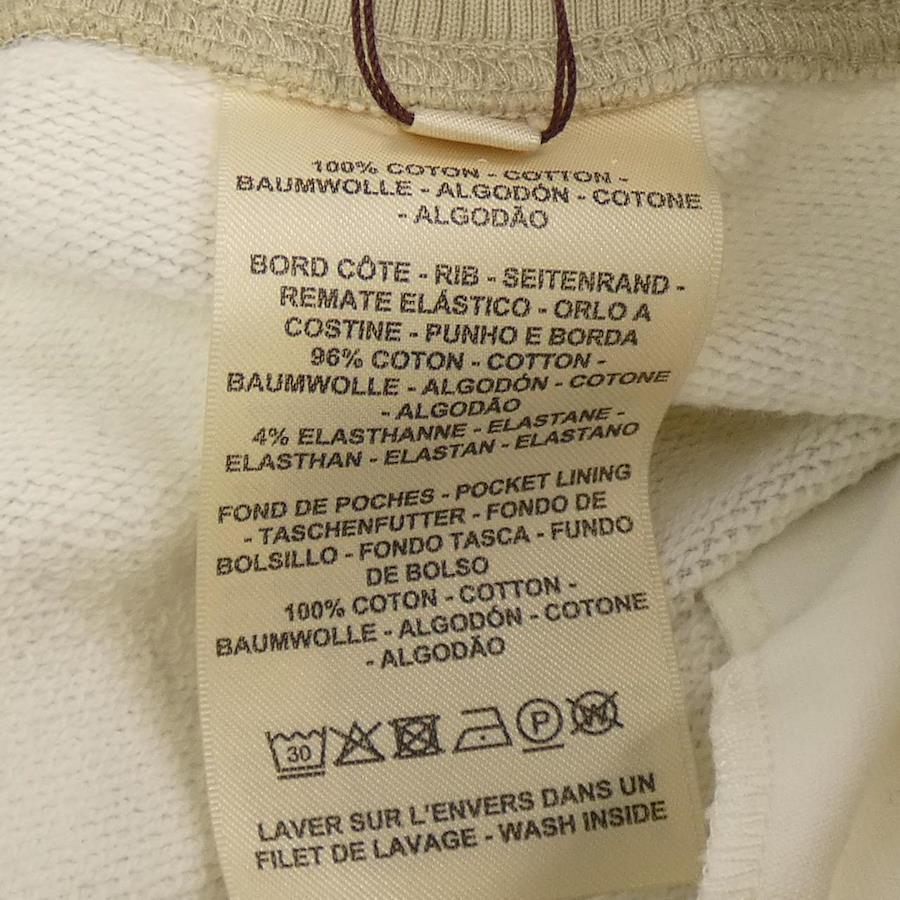 100% COTON - COTTON -
BAUMWOLLE - ALGODÓN - COTONE
- ALGODÃO
BORD CÔTE - RIB - SEITENRAND -
REMATE ELÁSTICO - ORLO A
COSTINE - PUNHO E BORDA
96% COTON - COTTON -
BAUMWOLLE - ALGODÓN - COTONE
- ALGODÃO
4% ELASTHANNE - ELASTANE -
ELASTHAN - ELASTAN - ELASTANO
FOND DE POCHES - POCKET LINING
- TASCHENFUTTER - FONDO DE
BOLSILLO - FONDO TASCA - FUNDO
DE BOLSO
100% COTON - COTTON -
BAUMWOLLE - ALGODÓN - COTONE
- ALGODÃO
30 P W
LAVER SUR L'ENVERS DANS UN
FILET DE LAVAGE - WASH INSIDE